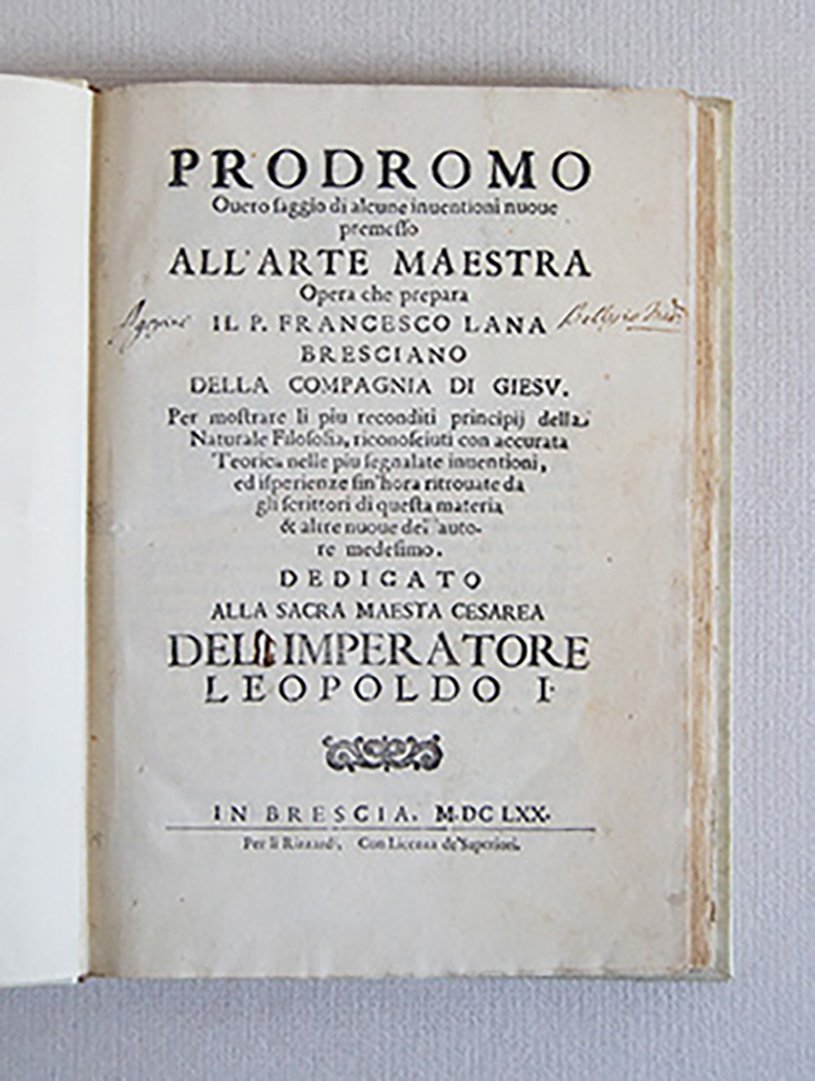 PRODROMO
Ouero ſaggio di alcune inuentioni nuoue
premeſſo
ALL'ARTE MAESTRA
Opera che prepara
IL P. FRANCESCO LANA
BRESCIANO
DELLA COMPAGNIA DI GIESV.
Per moſtrare li piu reconditi principij della
Naturale Filoſofia, riconoſciuti con accurata
Teorica nelle piu ſegnalate inuentioni,
ed iſperienze ſin'hora ritrouate da
gli ſcrittori di queſta materia
& altre nuoue dell'auto-
re medeſimo.
DEDICATO
ALLA SACRA MAESTA CESAREA
DELL'IMPERATORE
LEOPOLDO I.
IN BRESCIA. M.DC LXX.
Per li Rizzardi, Con Licenza de' Superiori.